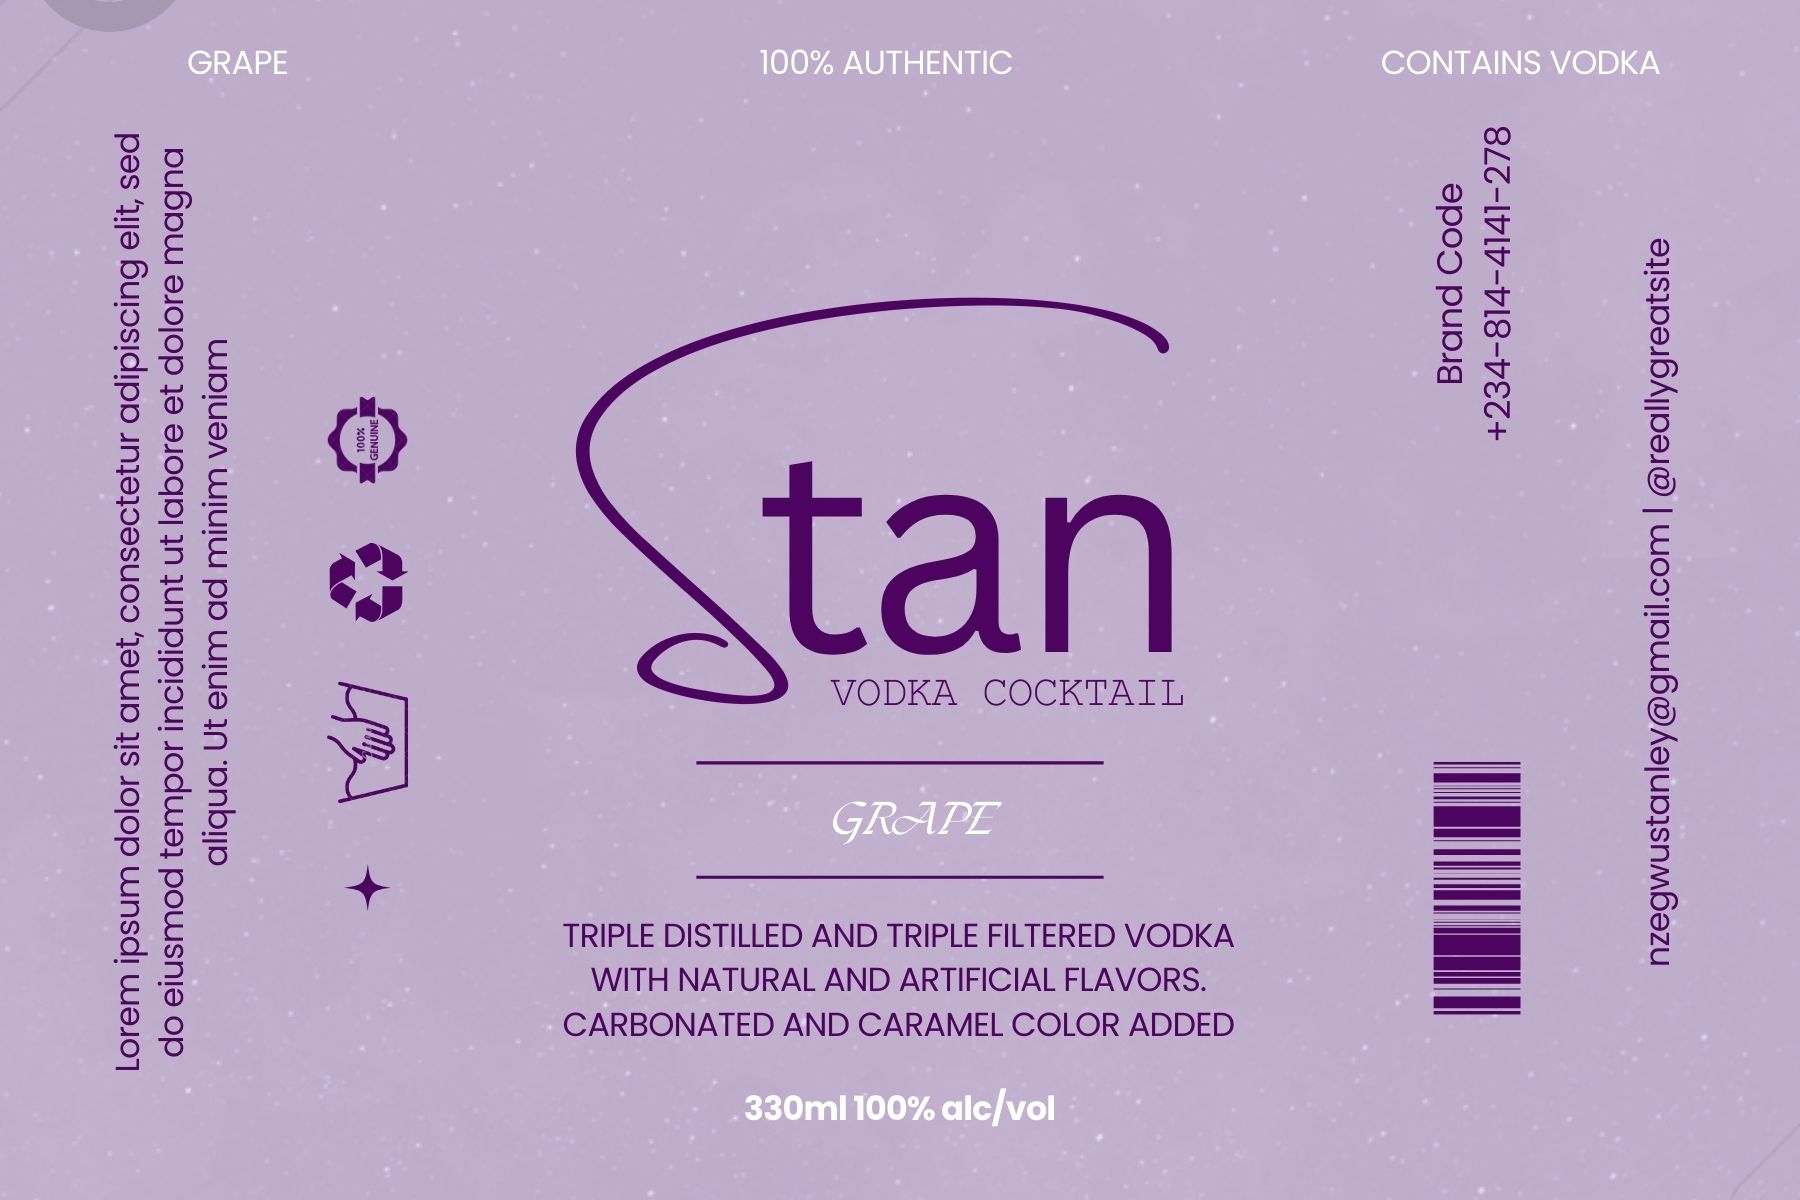 GRAPE
100% AUTHENTIC
CONTAINS VODKA
Lorem ipsum dolor sit amet, consectetur adipiscing elit, sed
do eiusmod tempor incididunt ut labore et dolore magna
aliqua. Ut enim ad minim veniam
100%
GENUINE
Stan
VODKA COCKTAIL
GRAPE
TRIPLE DISTILLED AND TRIPLE FILTERED VODKA
WITH NATURAL AND ARTIFICIAL FLAVORS.
CARBONATED AND CARAMEL COLOR ADDED
330ml 100% alc/vol
Brand Code
+234-814-4141-278
nzegwustanley@gmail.com | @reallygreatsite